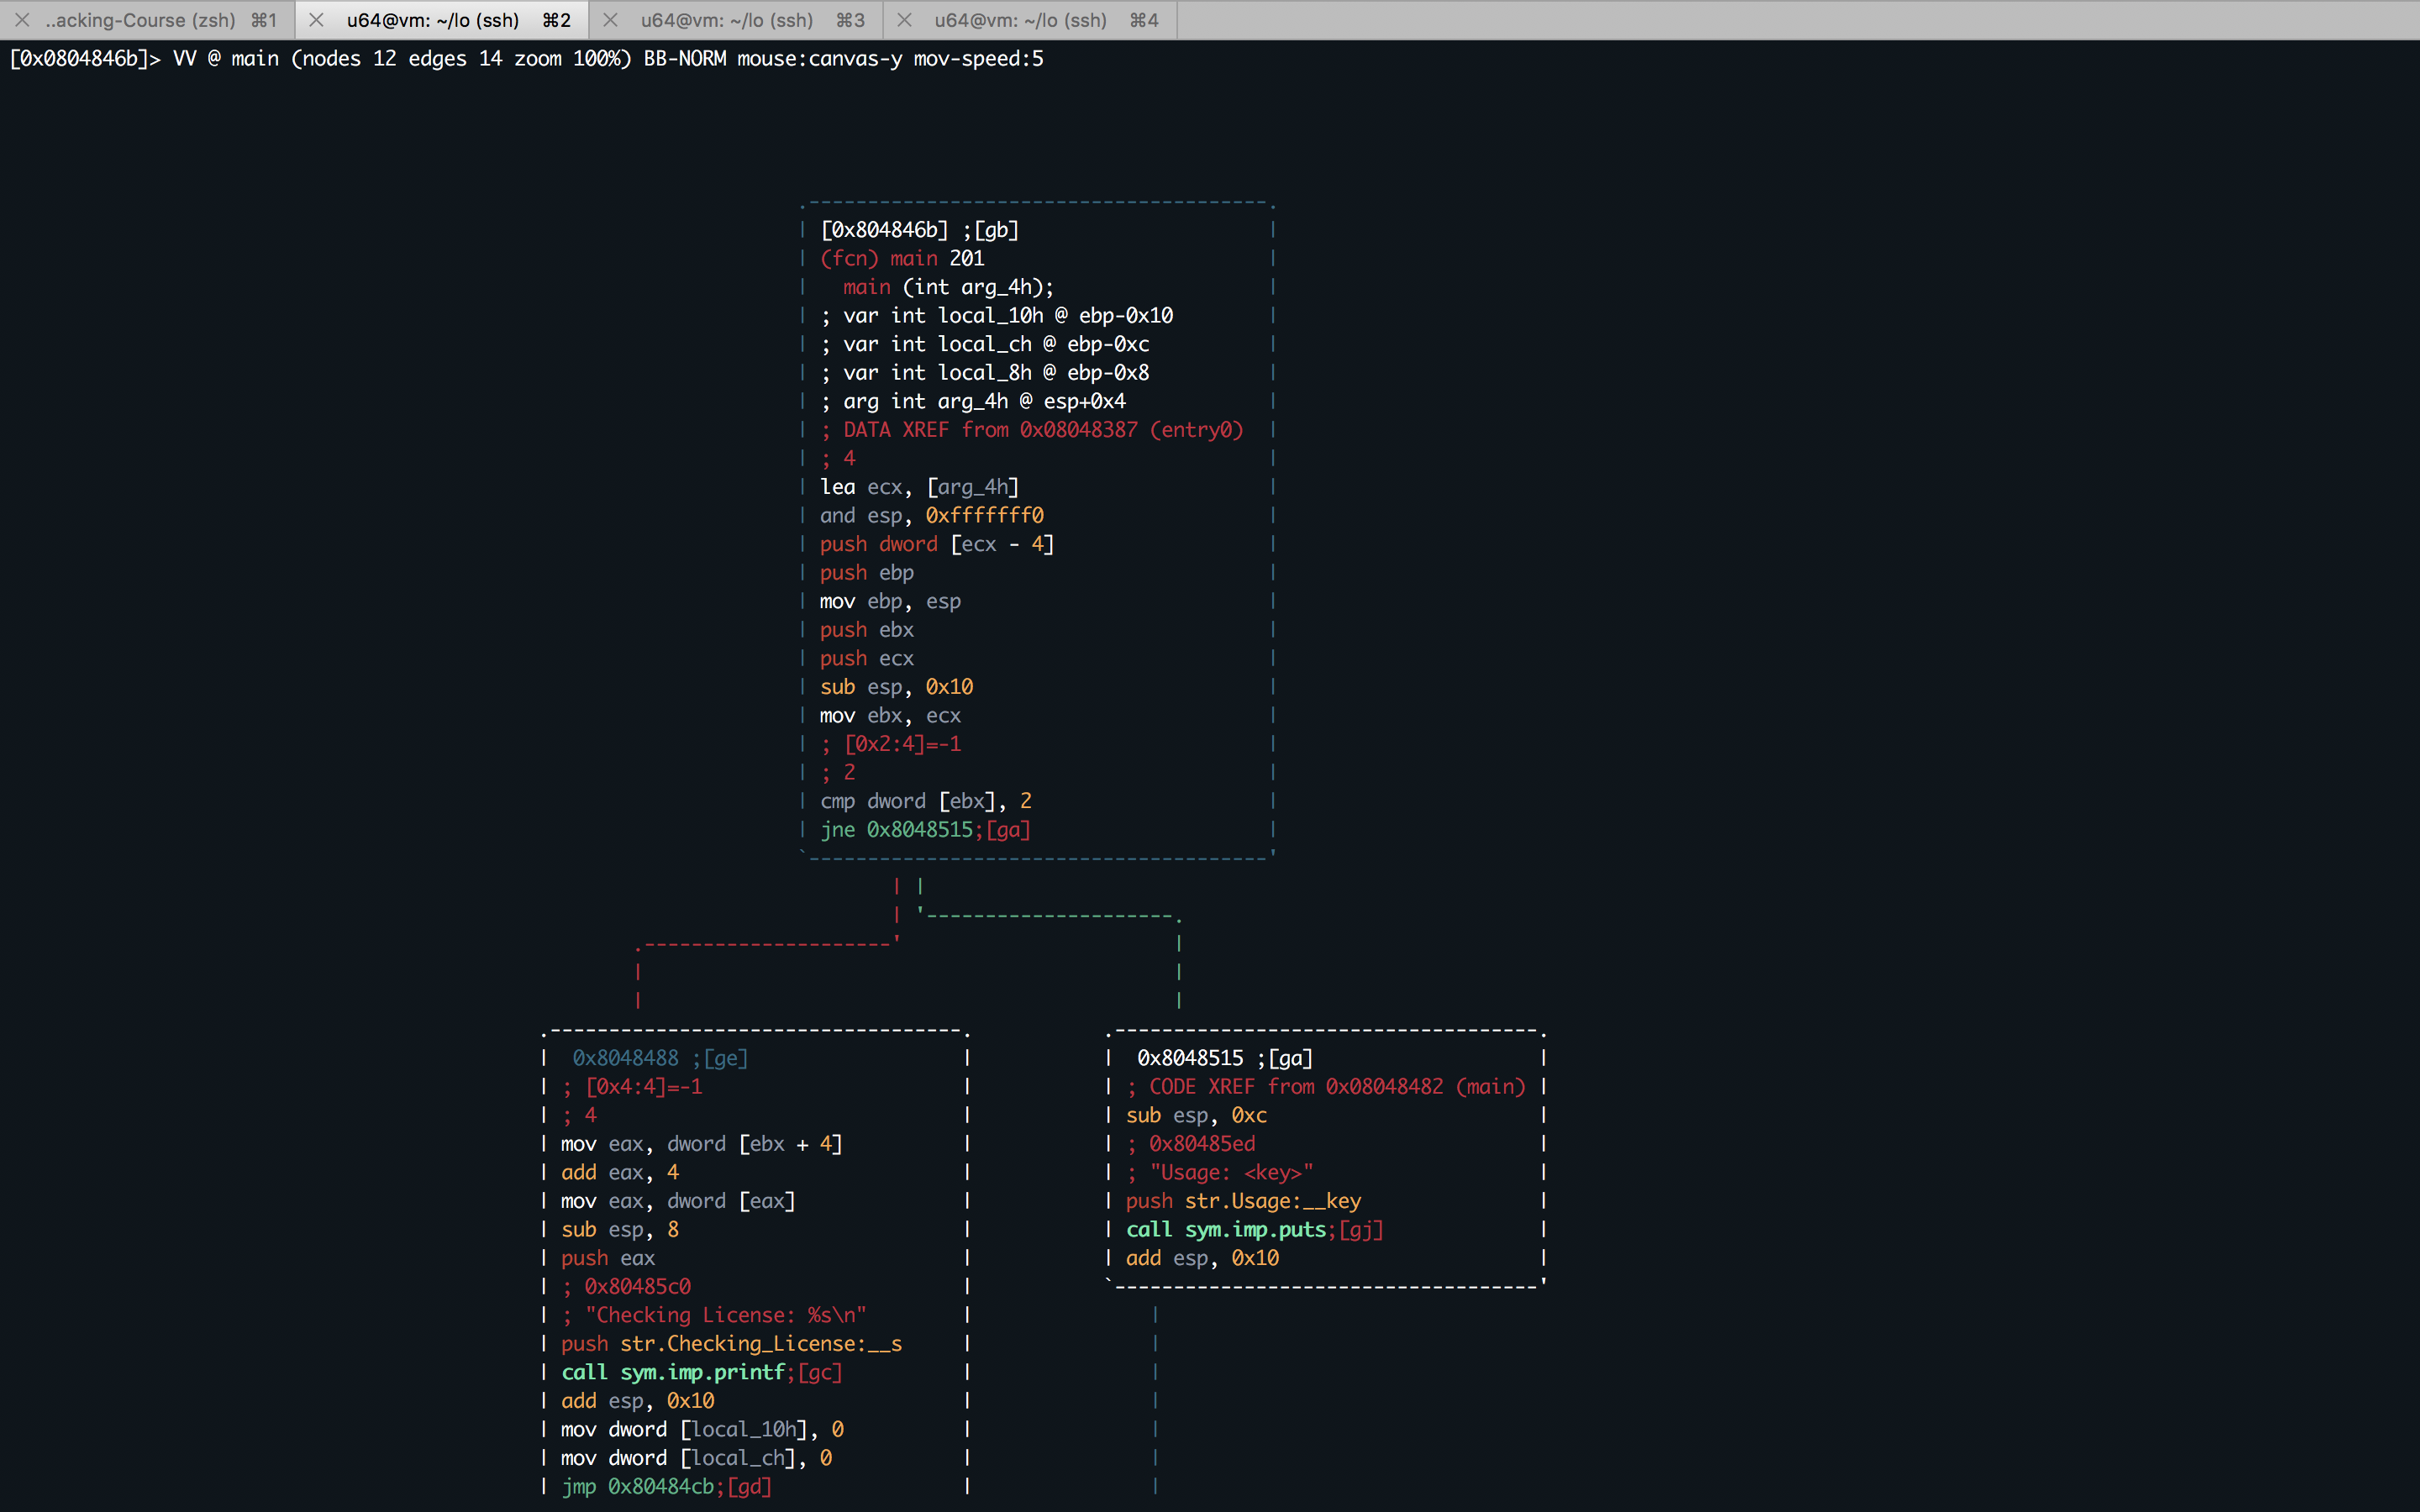 ..acking-Course (zsh) ⌘1
u64@vm: ~/lo (ssh) ⌘2
u64@vm: ~/lo (ssh) ⌘3
u64@vm: ~/lo (ssh) ⌘4
[0x0804846b]> VV @ main (nodes 12 edges 14 zoom 100%) BB-NORM mouse:canvas-y mov-speed:5
[0x804846b] ;[gb]
(fcn) main 201
main (int arg_4h);
; var int local_10h @ ebp-0x10
; var int local_ch @ ebp-0xc
; var int local_8h @ ebp-0x8
; arg int arg_4h @ esp+0x4
; DATA XREF from 0x08048387 (entry0)
; 4
lea ecx, [arg_4h]
and esp, 0xfffffff0
push dword [ecx - 4]
push ebp
mov ebp, esp
push ebx
push ecx
sub esp, 0x10
mov ebx, ecx
; [0x2:4]=-1
; 2
cmp dword [ebx], 2
jne 0x8048515;[ga]
0x8048488 ;[ge]
; [0x4:4]=-1
; 4
mov eax, dword [ebx + 4]
add eax, 4
mov eax, dword [eax]
sub esp, 8
push eax
; 0x80485c0
; "Checking License: %s\n"
push str.Checking_License:__s
call sym.imp.printf;[gc]
add esp, 0x10
mov dword [local_10h], 0
mov dword [local_ch], 0
jmp 0x80484cb;[gd]
0x8048515 ;[ga]
; CODE XREF from 0x08048482 (main)
sub esp, 0xc
; 0x80485ed
; "Usage: <key>"
push str.Usage:__key
call sym.imp.puts;[gj]
add esp, 0x10